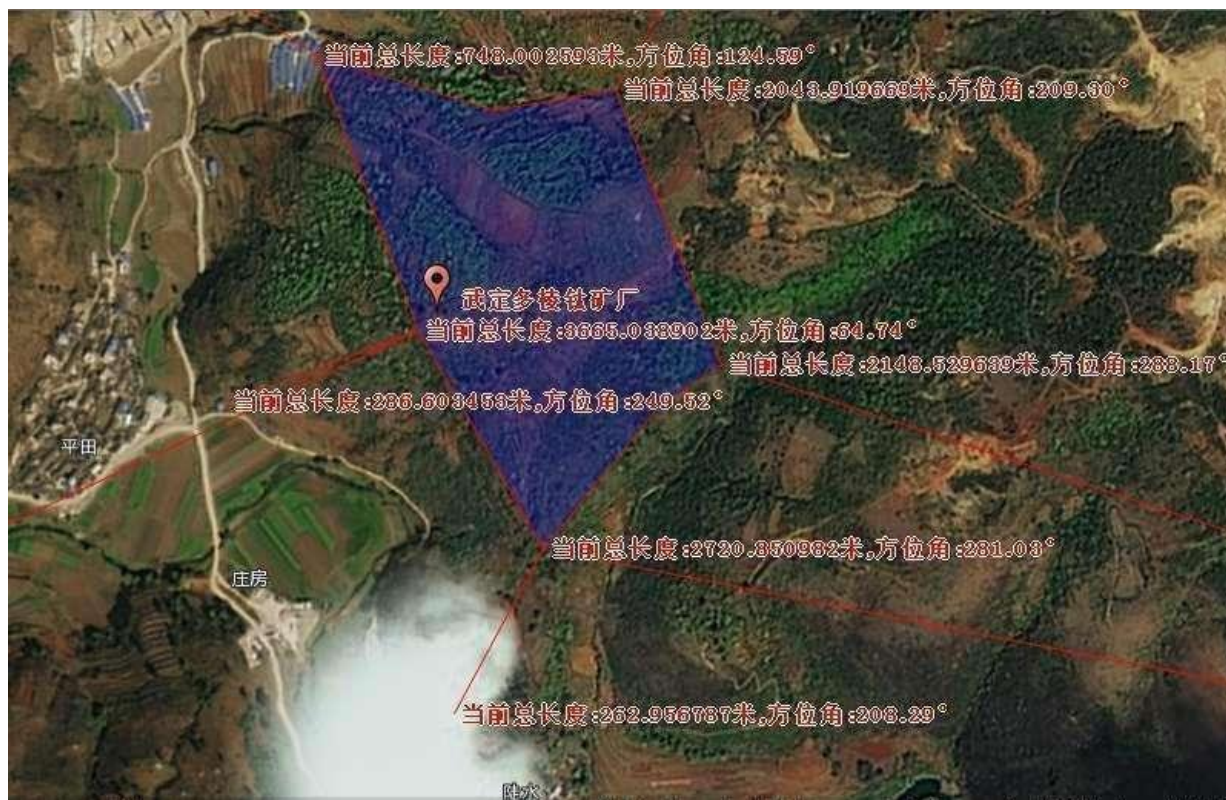 当前总长度:748.002593米,方位角:124.59°
当前总长度:2043.919669米,方位角:209.30°
武定多棱钛矿厂
当前总长度:3665.038902米,方位角:64.74°
当前总长度:2148.529639米,方位角:288.17°
当前总长度:286.603453米,方位角:249.52°
平田
当前总长度:2720.850982米,方位角:281.03°
庄房
当前总长度:262.956787米,方位角:208.29°
陡水